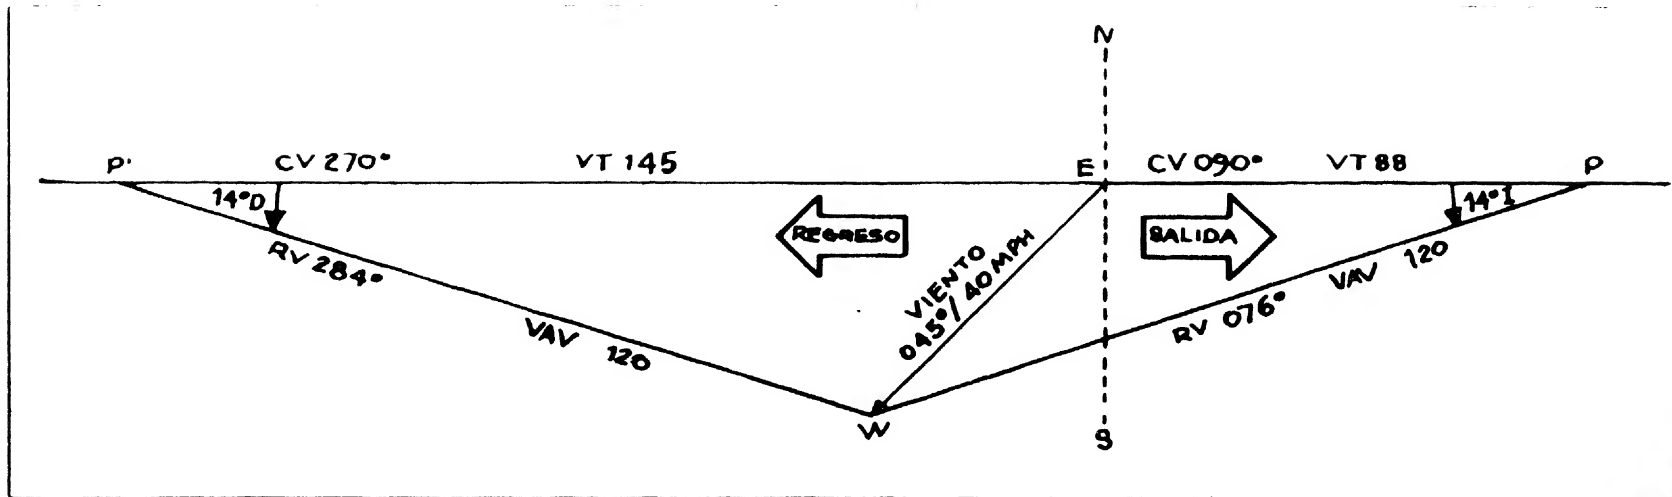 N
P' CV 270° VT 145 E CV 090° VT 88 P
14°D 14°I
REGRESO SALIDA
VIENTO
045°/40 MPH
RV 284° VAV 120
RV 076° VAV 120
W
S